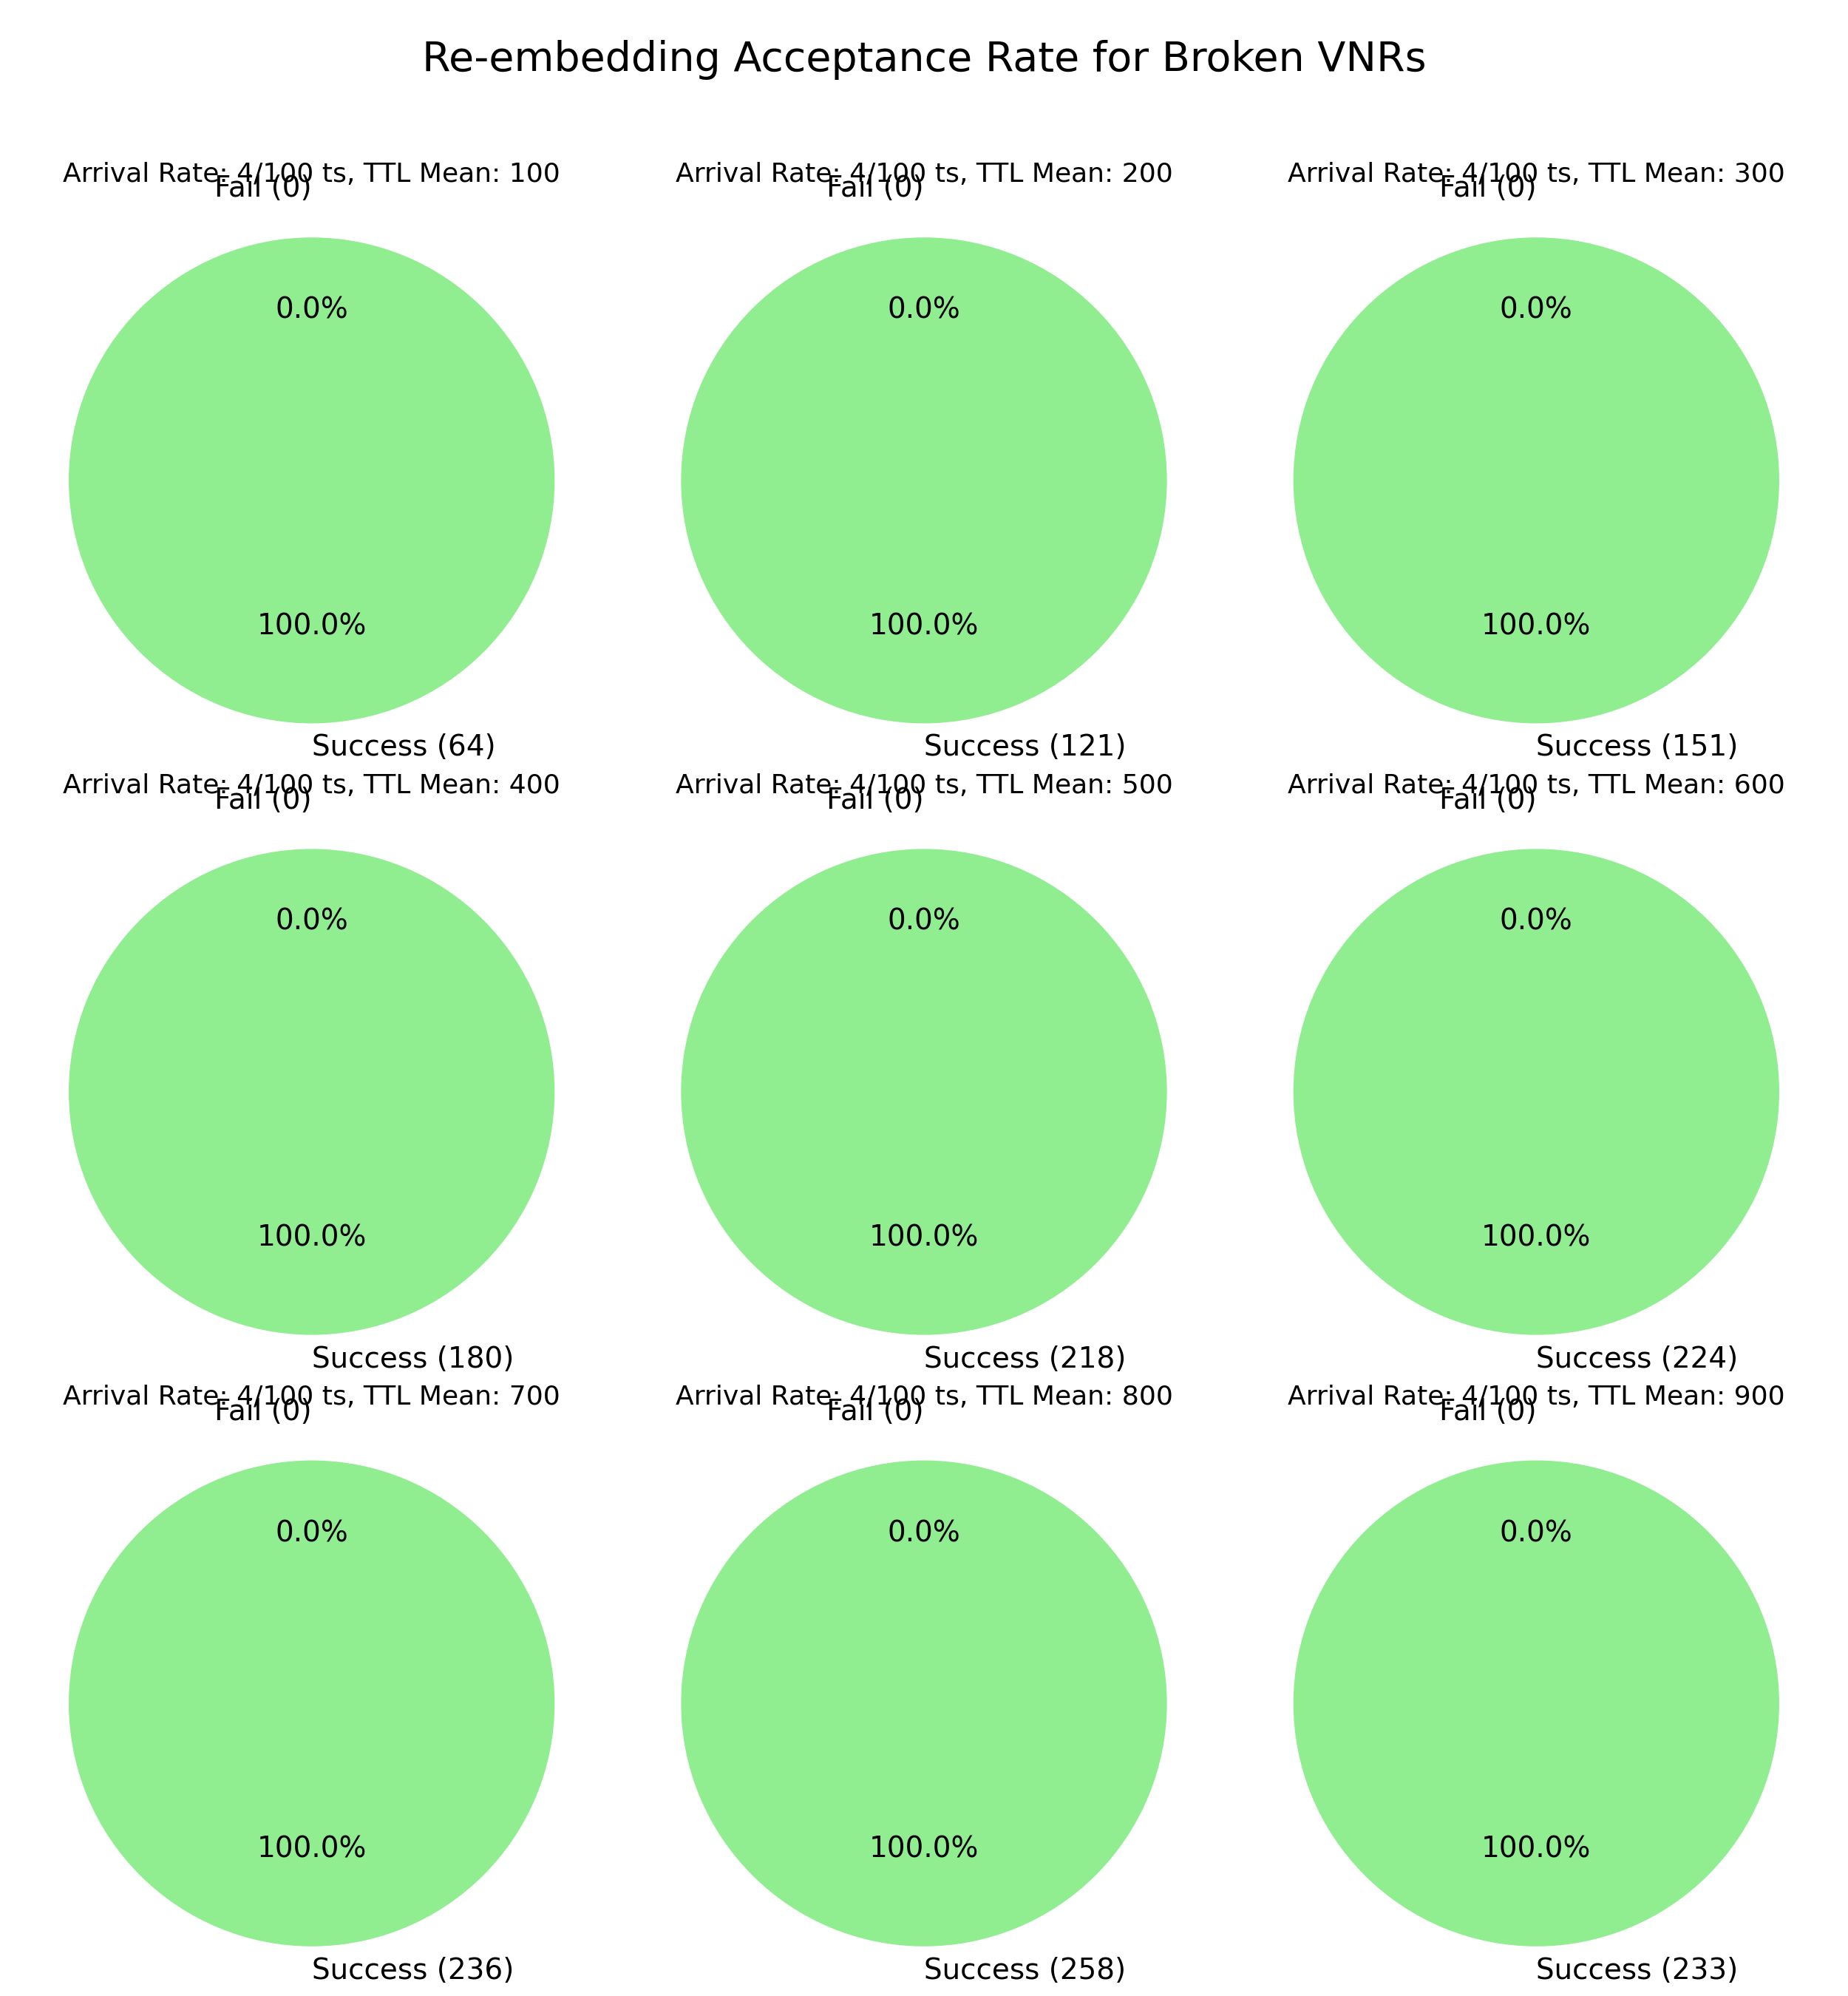 Re-embedding Acceptance Rate for Broken VNRs
Arrival Rate: 4/100 ts, TTL Mean: 100
Fail (0)
0.0%
100.0%
Success (64)
Arrival Rate: 4/100 ts, TTL Mean: 200
Fail (0)
0.0%
100.0%
Success (121)
Arrival Rate: 4/100 ts, TTL Mean: 300
Fail (0)
0.0%
100.0%
Success (151)
Arrival Rate: 4/100 ts, TTL Mean: 400
Fail (0)
0.0%
100.0%
Success (180)
Arrival Rate: 4/100 ts, TTL Mean: 500
Fail (0)
0.0%
100.0%
Success (218)
Arrival Rate: 4/100 ts, TTL Mean: 600
Fail (0)
0.0%
100.0%
Success (224)
Arrival Rate: 4/100 ts, TTL Mean: 700
Fail (0)
0.0%
100.0%
Success (236)
Arrival Rate: 4/100 ts, TTL Mean: 800
Fail (0)
0.0%
100.0%
Success (258)
Arrival Rate: 4/100 ts, TTL Mean: 900
Fail (0)
0.0%
100.0%
Success (233)